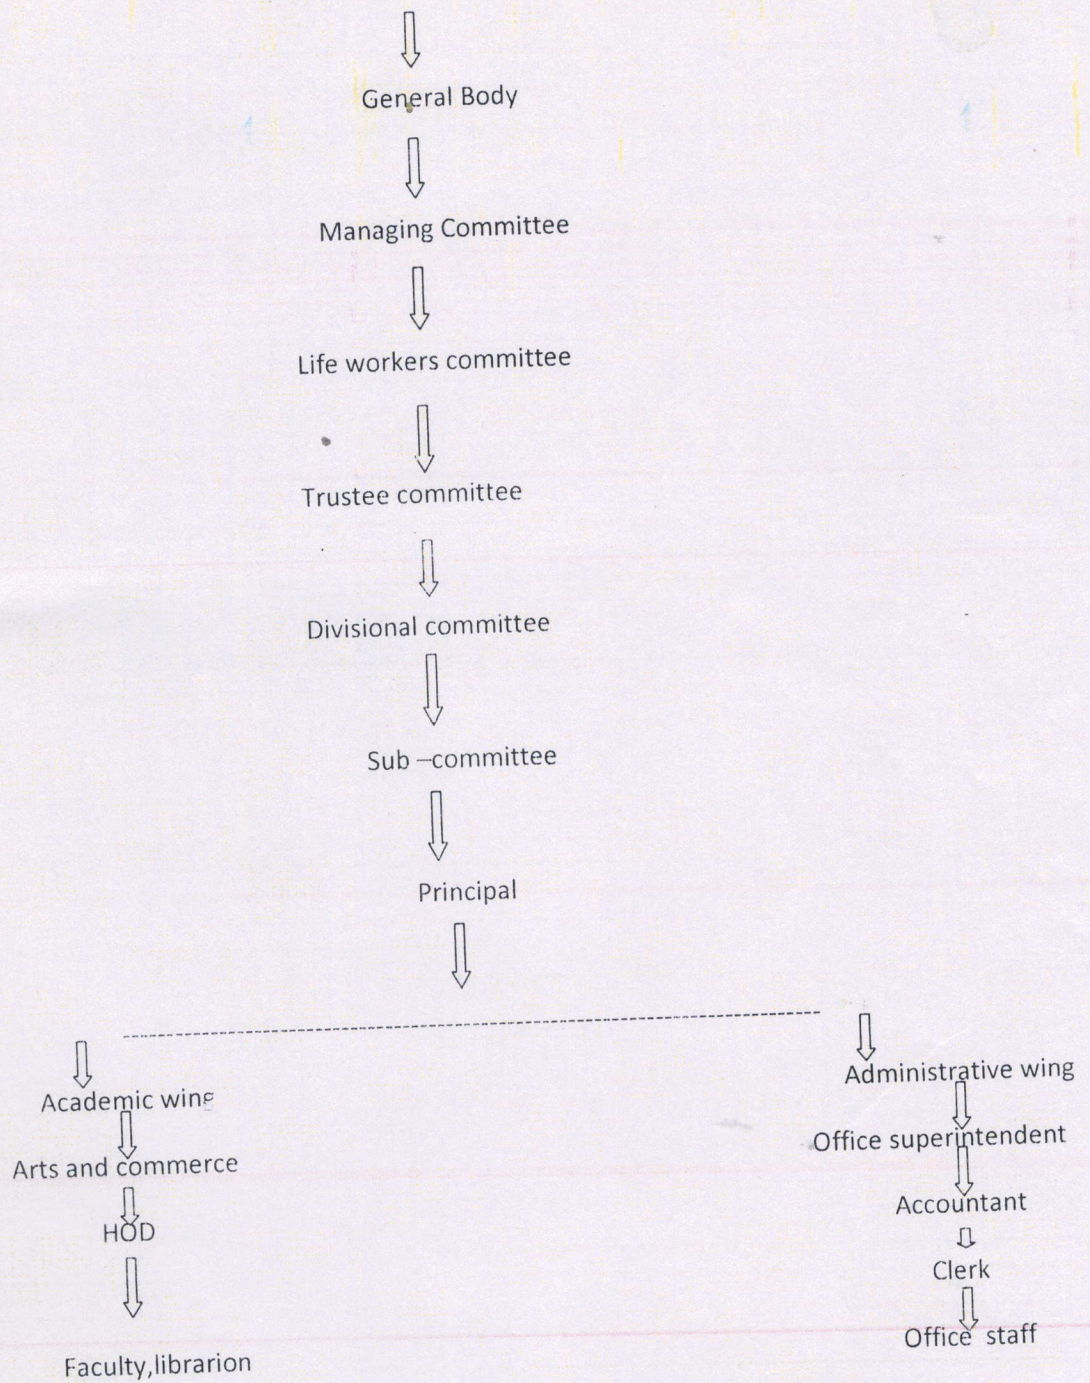 General Body
Managing Committee
Life workers committee
Trustee committee
Divisional committee
Sub –committee
Principal
Academic wing
Arts and commerce
HOD
Faculty,librarion
Administrative wing
Office superintendent
Accountant
Clerk
Office staff